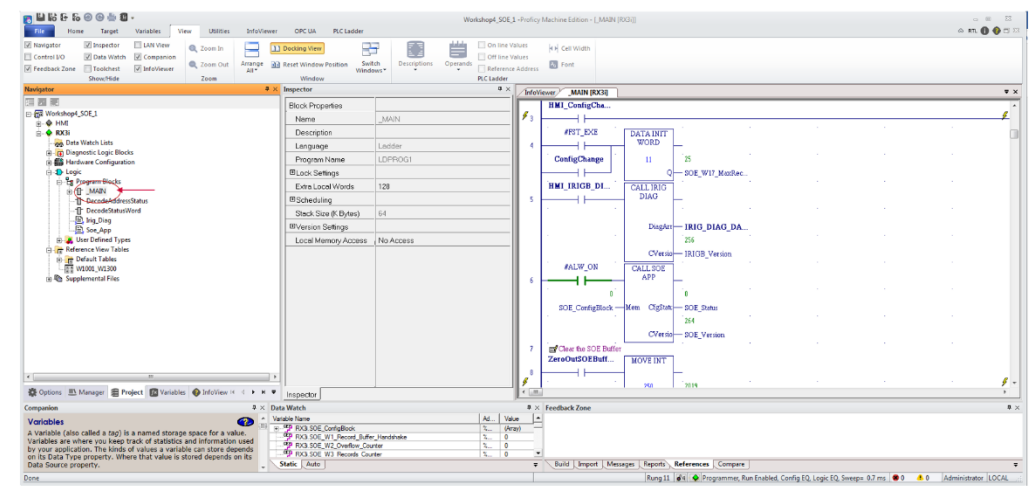 Workshop4_SOE_1 - Proficy Machine Edition - [_MAIN [RX3i]]
File Home Target Variables View Utilities InfoViewer OPC UA PLC Ladder
RTL
Navigator Inspector LAN View
Control I/O Data Watch Companion
Feedback Zone Toolchest InfoViewer
Show/Hide
Zoom In
Zoom Out
Zoom
Arrange All
Docking View
Reset Window Position
Switch Windows
Window
Descriptions
Operands
On line Values
Off line Values
Reference Address
PLC Ladder
Cell Width
Font
Navigator
Workshop4_SOE_1
HMI
RX3i
Data Watch Lists
Diagnostic Logic Blocks
Hardware Configuration
Logic
Program Blocks
_MAIN
DecodeAddressStatus
DecodeStatusWord
Irig_Diag
Soe_App
User Defined Types
Reference View Tables
Default Tables
W1001_W1300
Supplemental Files
Options Manager Project Variables InfoView
Inspector
Block Properties
Name _MAIN
Description
Language Ladder
Program Name LDPROG1
Lock Settings
Extra Local Words 128
Scheduling
Stack Size (K Bytes) 64
Version Settings
Local Memory Access No Access
Inspector
InfoViewer _MAIN [RX3i]
HMI_ConfigCha...
3
#FST_EXE
DATA INIT
WORD
4
ConfigChange
11
25
Q
SOE_W17_MaxRec...
HMI_IRIGB_DI...
CALL IRIG
DIAG
5
DiagArr
IRIG_DIAG_DA...
256
CVersio
IRIGB_Version
#ALW_ON
CALL SOE
APP
6
0
0
SOE_ConfigBlock
Mem
CfgStat
SOE_Status
264
CVersio
SOE_Version
7
Clear the SOE Buffer
ZeroOutSOEBuff...
MOVE INT
8
Companion
Variables
A variable (also called a tag) is a named storage space for a value.
Variables are where you keep track of statistics and information used
by your application. The kinds of values a variable can store depends
on its Data Type property. Where that value is stored depends on its
Data Source property.
Data Watch
Variable Name Ad... Value
RX3i.SOE_ConfigBlock %... (Array)
RX3i.SOE_W1_Record_Buffer_Handshake %... 0
RX3i.SOE_W2_Overflow_Counter %... 0
RX3i.SOE_W3_Records_Counter %... 0
Static Auto
Feedback Zone
Build Import Messages Reports References Compare
Done
Rung 11
Programmer, Run Enabled, Config EQ, Logic EQ, Sweep= 0.7 ms 0 0 Administrator LOCAL